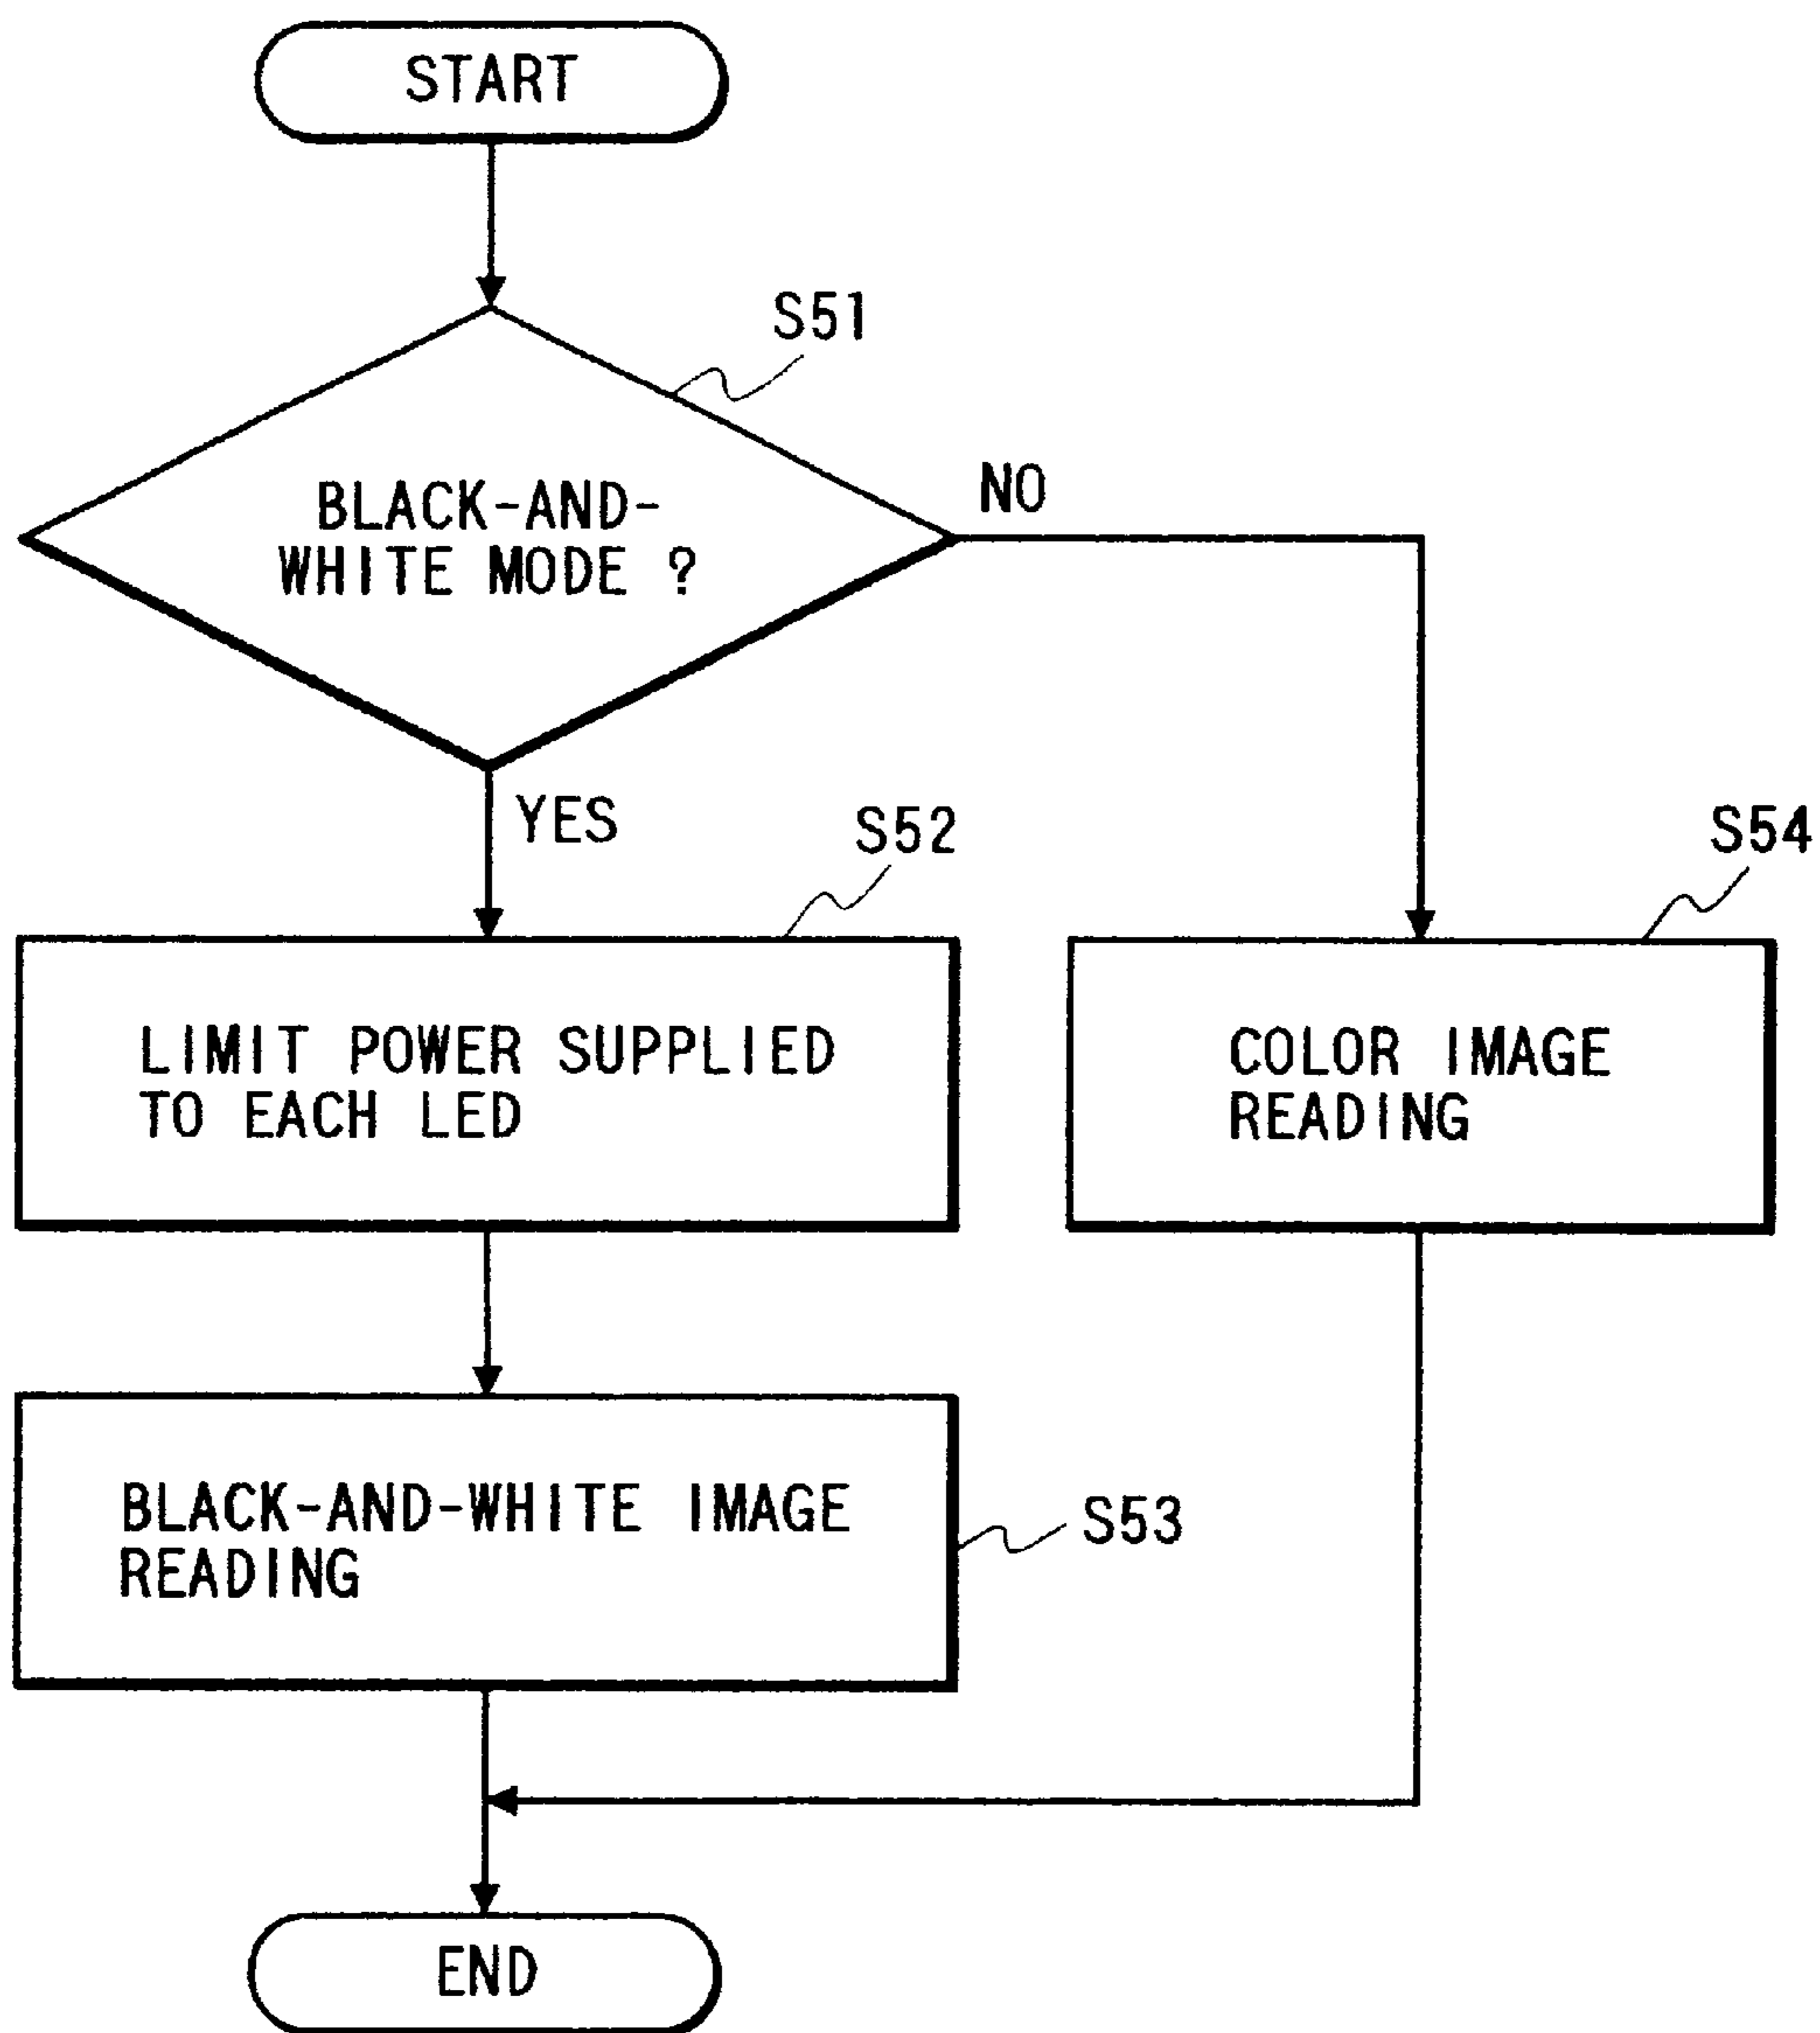 START
S51
BLACK-AND-
WHITE MODE ?
NO
YES
S52
S54
LIMIT POWER SUPPLIED
TO EACH LED
COLOR IMAGE
READING
BLACK-AND-WHITE IMAGE
READING
S53
END